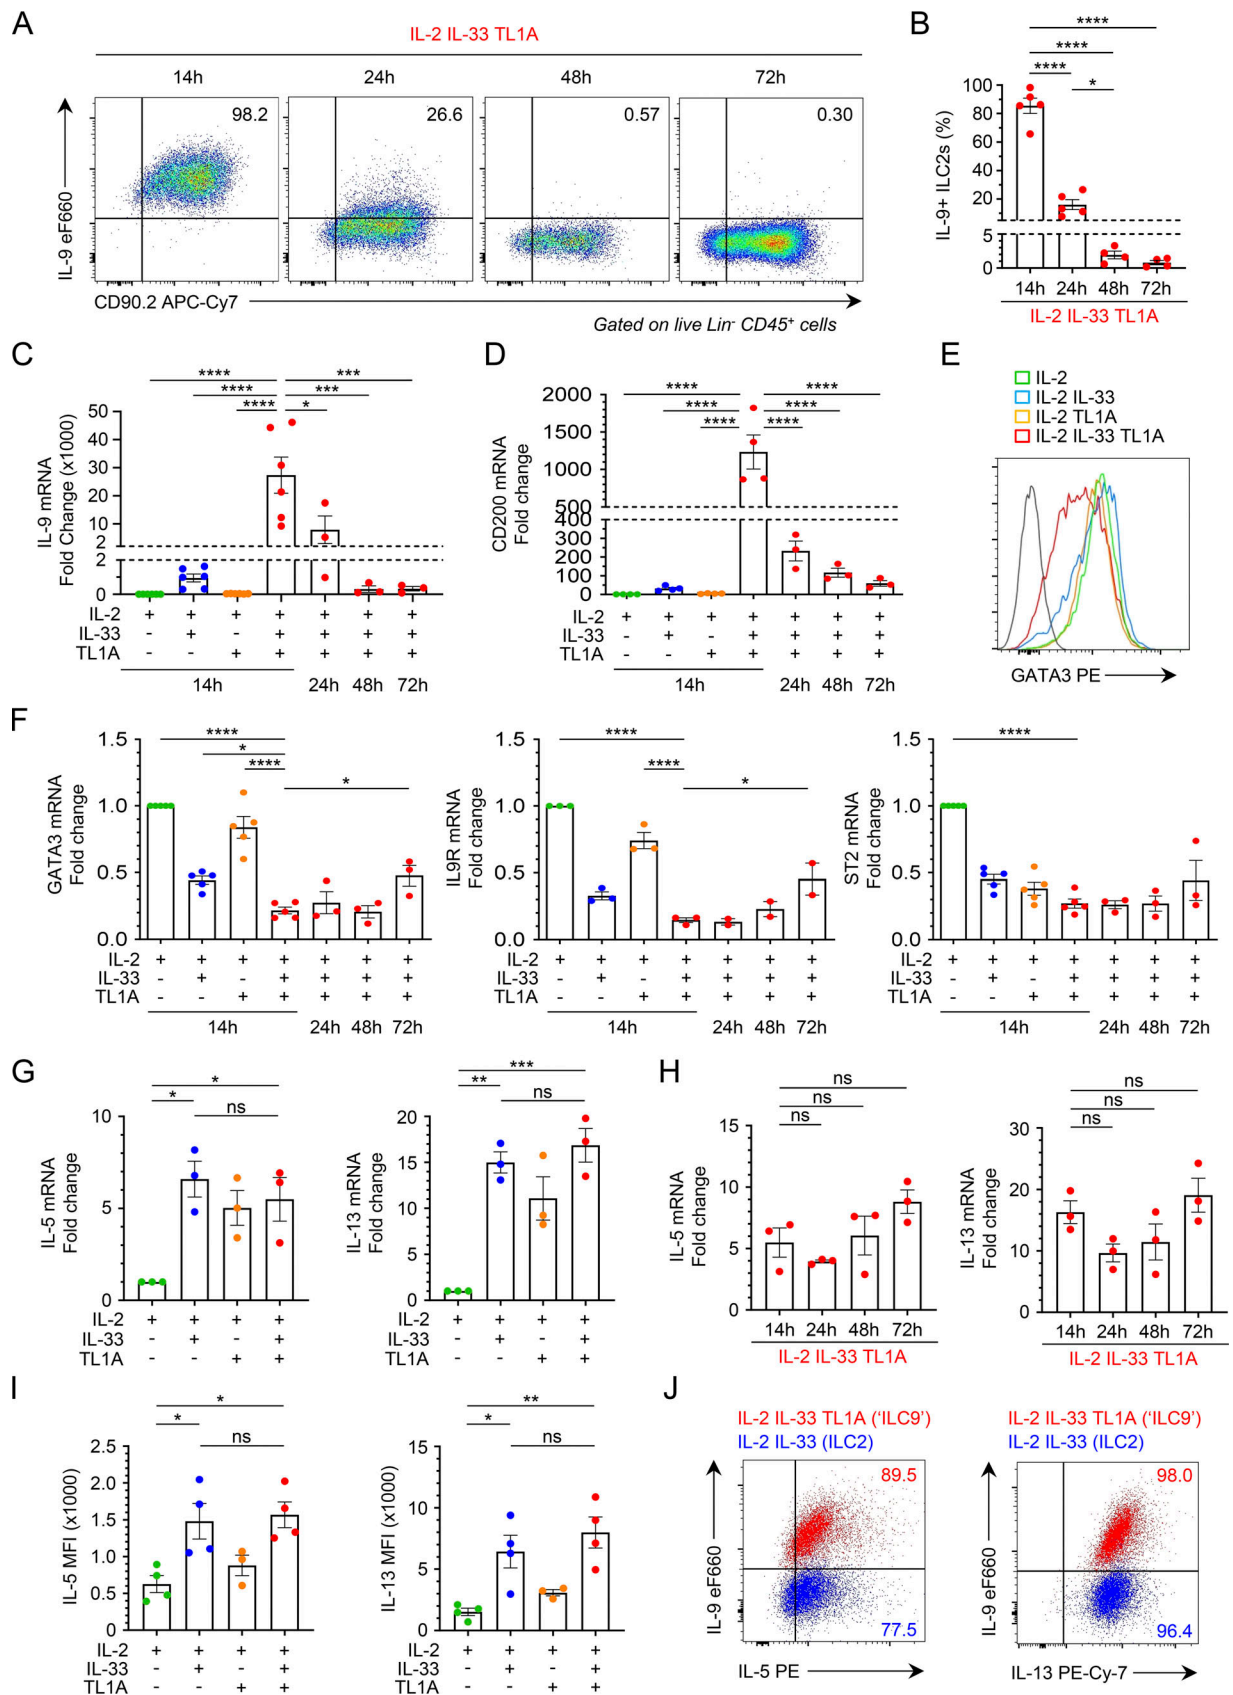 A
IL-2 IL-33 TL1A
14h 24h 48h 72h
98.2 26.6 0.57 0.30
IL-9 eF660
CD90.2 APC-Cy7
Gated on live Lin- CD45+ cells
B
****
****
**** *
IL-9+ ILC2s (%)
100
80
60
40
20
5
0
14h 24h 48h 72h
IL-2 IL-33 TL1A
C
**** ***
**** ***
**** *
IL-9 mRNA
Fold Change (x1000)
50
40
30
20
10
2
2
0
IL-2 + + + + + + +
IL-33 - + - + + + +
TL1A - - + + + + +
14h 24h 48h 72h
D
**** ****
**** ****
**** ****
CD200 mRNA
Fold change
2000
1500
1000
500
400
300
200
100
0
IL-2 + + + + + + +
IL-33 - + - + + + +
TL1A - - + + + + +
14h 24h 48h 72h
E
IL-2
IL-2 IL-33
IL-2 TL1A
IL-2 IL-33 TL1A
GATA3 PE
F
****
*
****
*
GATA3 mRNA
Fold change
1.5
1.0
0.5
0.0
IL-2 + + + + + + +
IL-33 - + - + + + +
TL1A - - + + + + +
14h 24h 48h 72h
****
****
*
IL9R mRNA
Fold change
1.5
1.0
0.5
0.0
+ + + + + + +
- + - + + + +
- - + + + + +
14h 24h 48h 72h
****
ST2 mRNA
Fold change
1.5
1.0
0.5
0.0
IL-2 + + + + + + +
IL-33 - + - + + + +
TL1A - - + + + + +
14h 24h 48h 72h
G
*
*
ns
IL-5 mRNA
Fold change
10
5
0
IL-2 + + + +
IL-33 - + - +
TL1A - - + +
***
**
ns
IL-13 mRNA
Fold change
20
15
10
5
0
IL-2 + + + +
IL-33 - + - +
TL1A - - + +
H
ns
ns
ns
IL-5 mRNA
Fold change
15
10
5
0
14h 24h 48h 72h
IL-2 IL-33 TL1A
ns
ns
ns
IL-13 mRNA
Fold change
30
20
10
0
14h 24h 48h 72h
IL-2 IL-33 TL1A
I
*
*
ns
IL-5 MFI (x1000)
2.5
2.0
1.5
1.0
0.5
0
IL-2 + + + +
IL-33 - + - +
TL1A - - + +
**
*
ns
IL-13 MFI (x1000)
15
10
5
0
IL-2 + + + +
IL-33 - + - +
TL1A - - + +
J
IL-2 IL-33 TL1A ('ILC9')
IL-2 IL-33 (ILC2)
89.5
77.5
IL-9 eF660
IL-5 PE
IL-2 IL-33 TL1A ('ILC9')
IL-2 IL-33 (ILC2)
98.0
96.4
IL-9 eF660
IL-13 PE-Cy-7